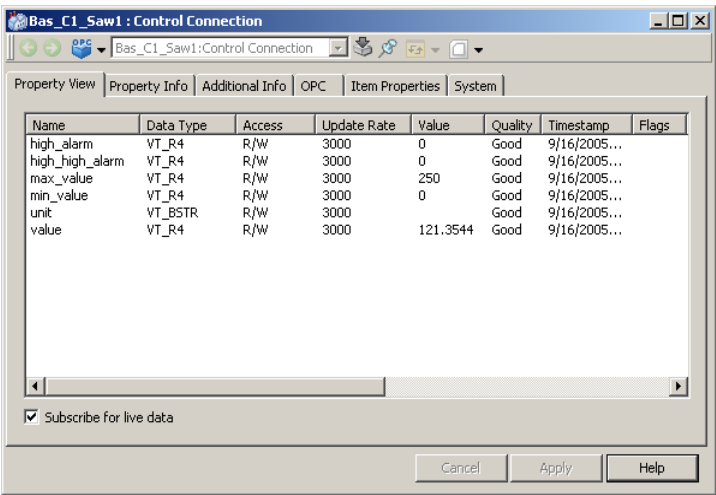 Bas_C1_Saw1 : Control Connection
OPC Bas_C1_Saw1:Control Connection
Property View Property Info Additional Info OPC Item Properties System
Name Data Type Access Update Rate Value Quality Timestamp Flags
high_alarm VT_R4 R/W 3000 0 Good 9/16/2005...
high_high_alarm VT_R4 R/W 3000 0 Good 9/16/2005...
max_value VT_R4 R/W 3000 250 Good 9/16/2005...
min_value VT_R4 R/W 3000 0 Good 9/16/2005...
unit VT_BSTR R/W 3000 Good 9/16/2005...
value VT_R4 R/W 3000 121.3544 Good 9/16/2005...
Subscribe for live data
Cancel Apply Help